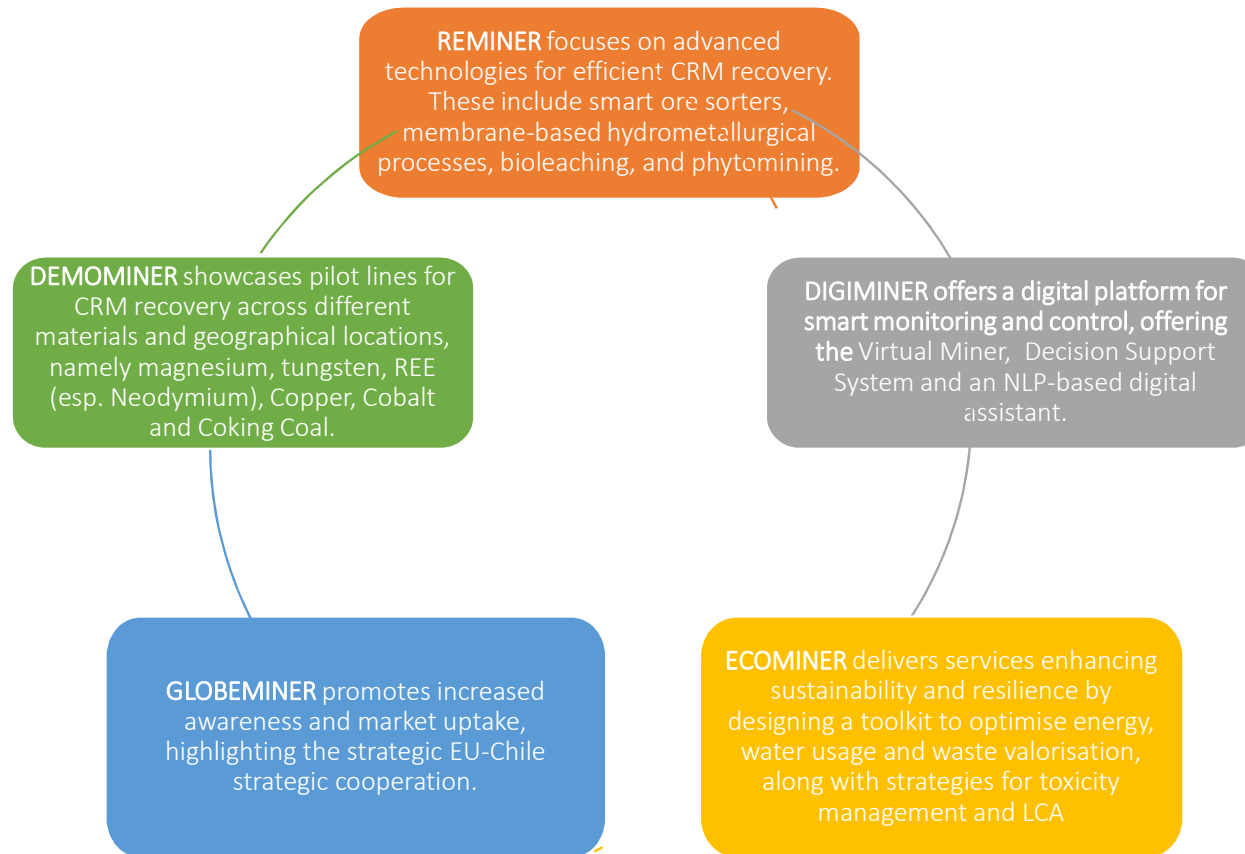 REMINER focuses on advanced
technologies for efficient CRM recovery.
These include smart ore sorters,
membrane-based hydrometallurgical
processes, bioleaching, and phytomining.
DEMOMINER showcases pilot lines for
CRM recovery across different
materials and geographical locations,
namely magnesium, tungsten, REE
(esp. Neodymium), Copper, Cobalt
and Coking Coal.
DIGIMINER offers a digital platform for
smart monitoring and control, offering
the Virtual Miner, Decision Support
System and an NLP-based digital
assistant.
GLOBEMINER promotes increased
awareness and market uptake,
highlighting the strategic EU-Chile
strategic cooperation.
ECOMINER delivers services enhancing
sustainability and resilience by
designing a toolkit to optimise energy,
water usage and waste valorisation,
along with strategies for toxicity
management and LCA